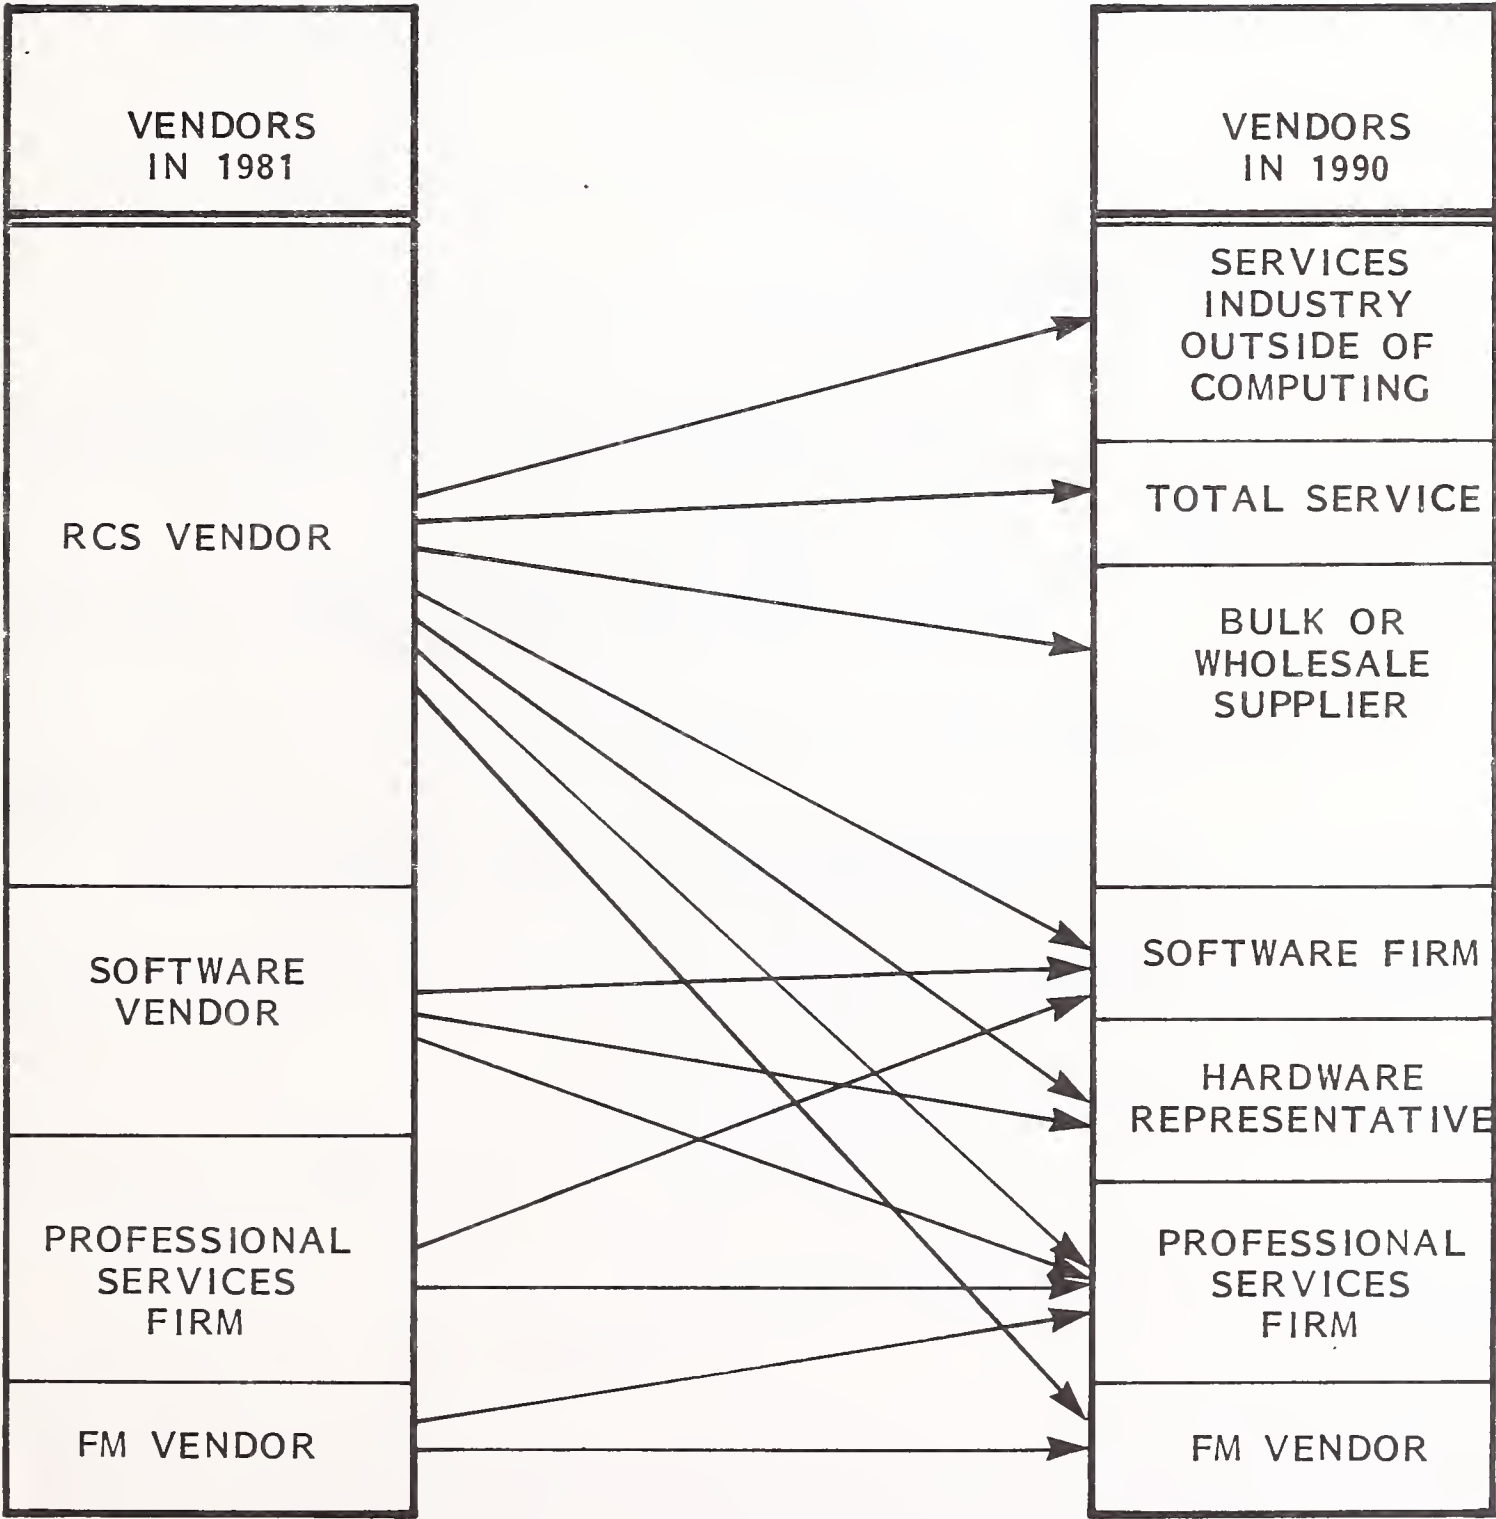 VENDORS
IN 1981
RCS VENDOR
SOFTWARE
VENDOR
PROFESSIONAL
SERVICES
FIRM
FM VENDOR
VENDORS
IN 1990
SERVICES
INDUSTRY
OUTSIDE OF
COMPUTING
TOTAL SERVICE
BULK OR
WHOLESALE
SUPPLIER
SOFTWARE FIRM
HARDWARE
REPRESENTATIVE
PROFESSIONAL
SERVICES
FIRM
FM VENDOR